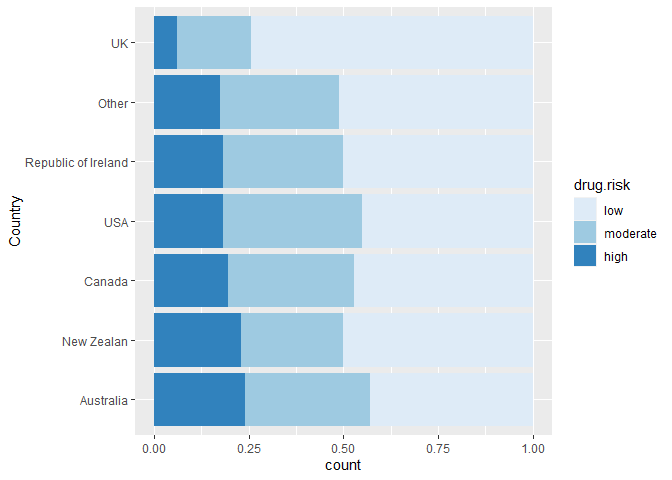 UK
Other
Republic of Ireland
USA
Canada
New Zealan
Australia
Country
0.00 0.25 0.50 0.75 1.00
count
drug.risk
low
moderate
high